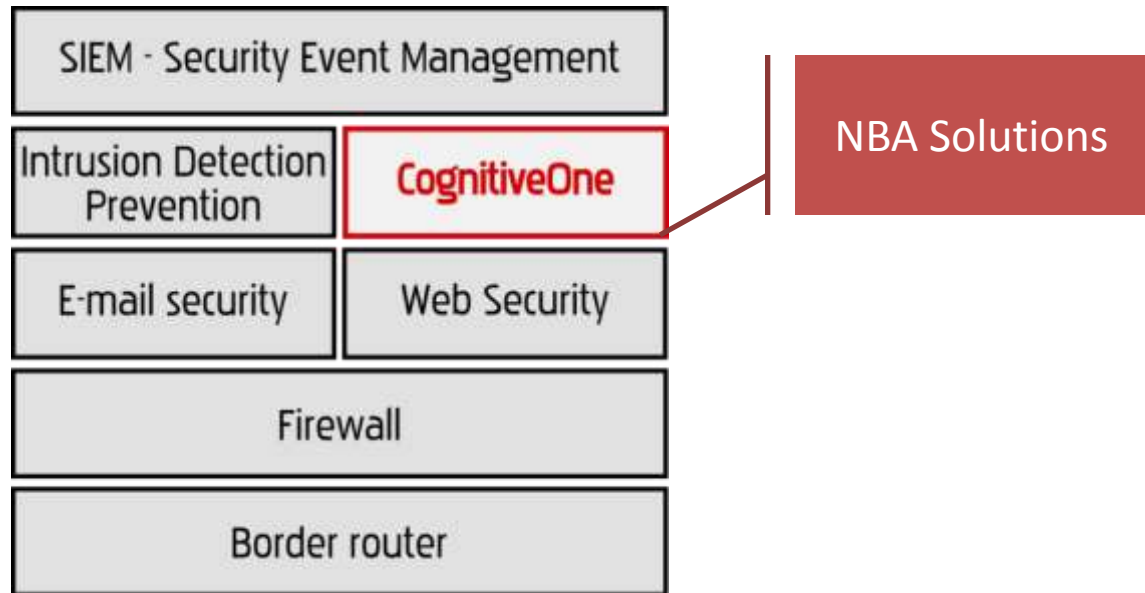 SIEM - Security Event Management
Intrusion Detection
Prevention
CognitiveOne
NBA Solutions
E-mail security
Web Security
Firewall
Border router